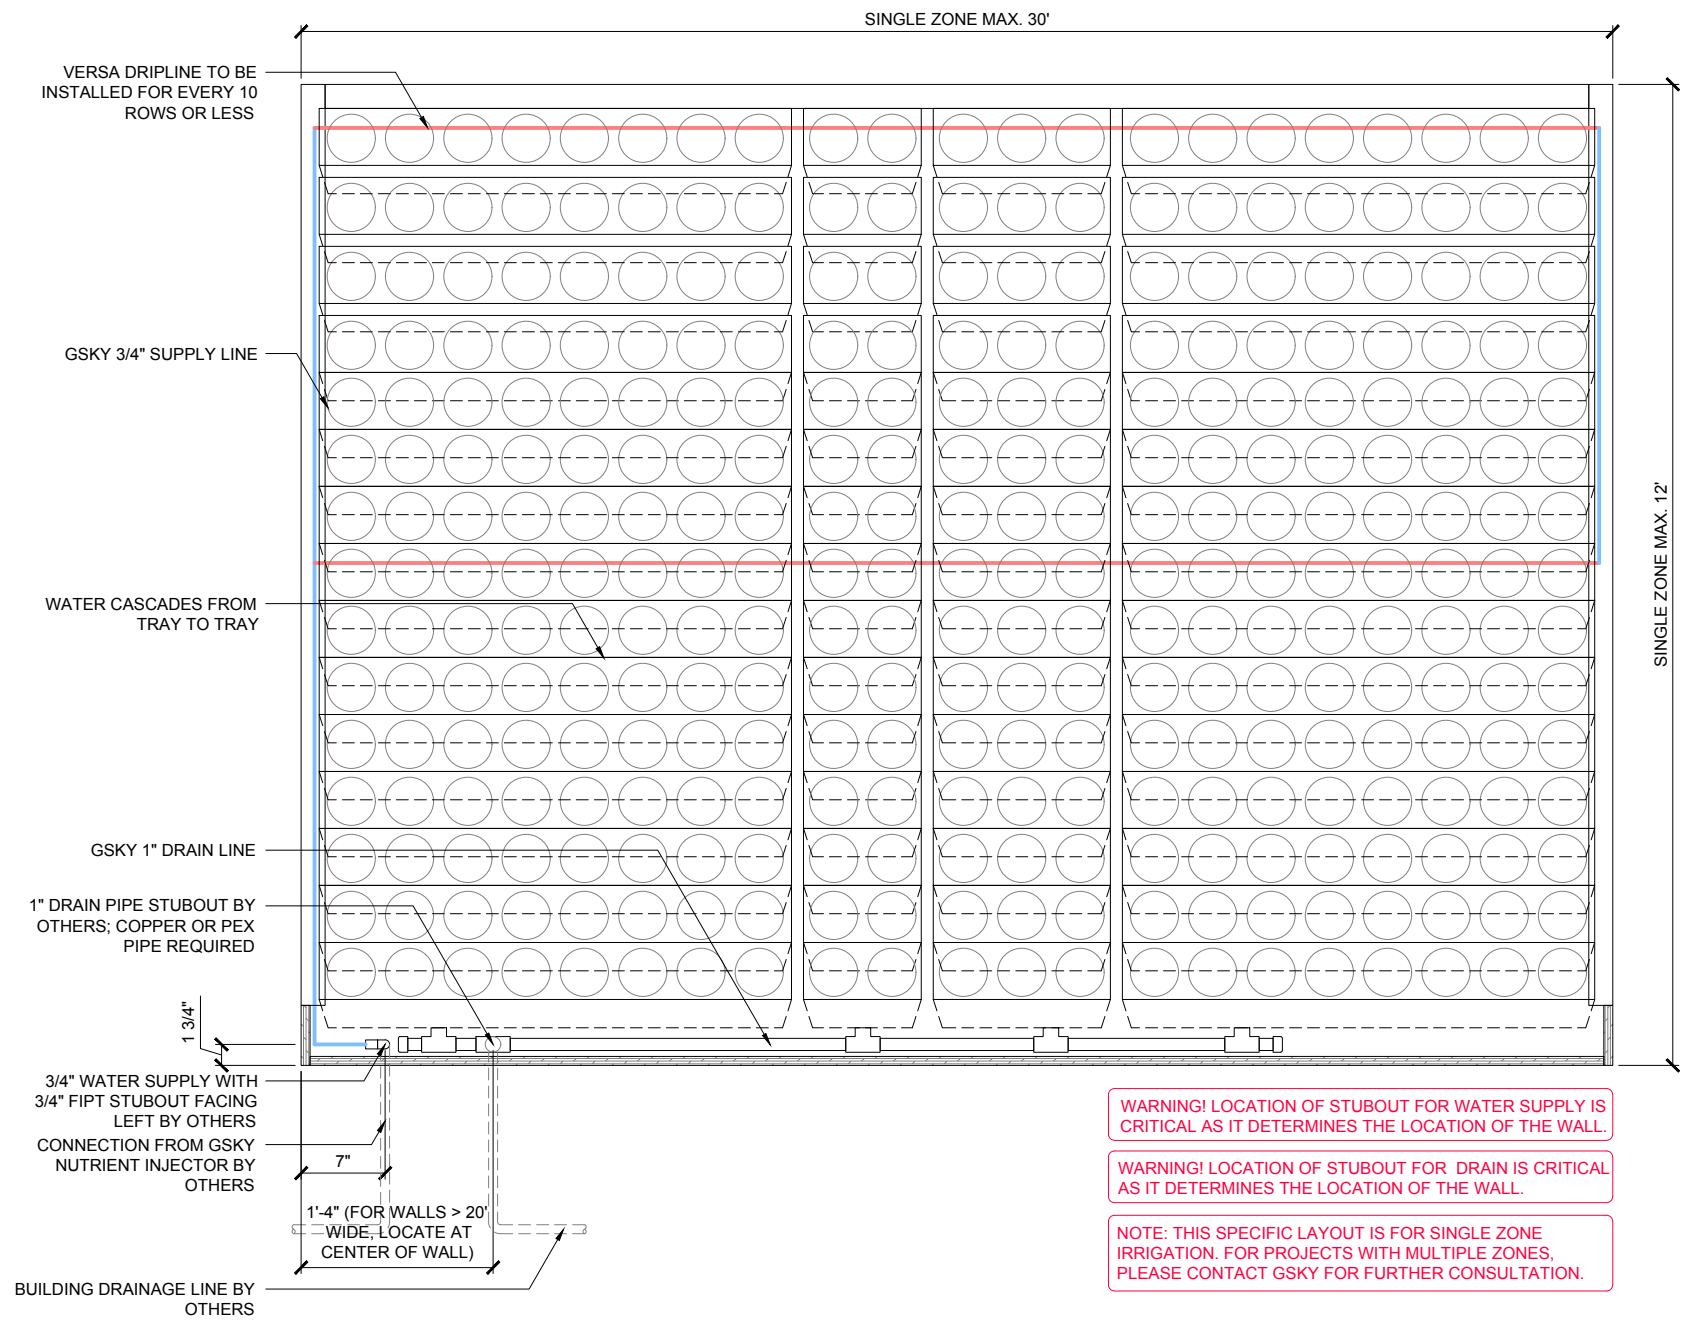 SINGLE ZONE MAX. 30'
VERSA DRIPLINE TO BE
INSTALLED FOR EVERY 10
ROWS OR LESS
GSKY 3/4" SUPPLY LINE
WATER CASCADES FROM
TRAY TO TRAY
SINGLE ZONE MAX. 12'
GSKY 1" DRAIN LINE
1" DRAIN PIPE STUBOUT BY
OTHERS; COPPER OR PEX
PIPE REQUIRED
1 3/4"
3/4" WATER SUPPLY WITH
3/4" FIPT STUBOUT FACING
LEFT BY OTHERS
CONNECTION FROM GSKY
NUTRIENT INJECTOR BY
OTHERS
7"
1'-4" (FOR WALLS > 20'
WIDE, LOCATE AT
CENTER OF WALL)
BUILDING DRAINAGE LINE BY
OTHERS
WARNING! LOCATION OF STUBOUT FOR WATER SUPPLY IS
CRITICAL AS IT DETERMINES THE LOCATION OF THE WALL.
WARNING! LOCATION OF STUBOUT FOR DRAIN IS CRITICAL
AS IT DETERMINES THE LOCATION OF THE WALL.
NOTE: THIS SPECIFIC LAYOUT IS FOR SINGLE ZONE
IRRIGATION. FOR PROJECTS WITH MULTIPLE ZONES,
PLEASE CONTACT GSKY FOR FURTHER CONSULTATION.